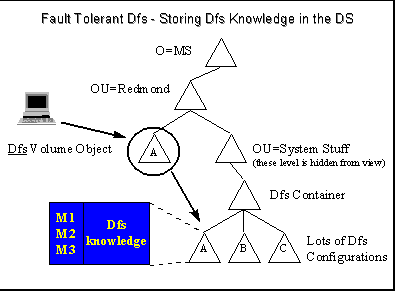 Fault Tolerant Dfs - Storing Dfs Knowledge in the DS
O=MS
OU=Redmond
Dfs Volume Object
A
OU=System Stuff
(these level is hidden from view)
Dfs Container
M1
M2
M3
Dfs
knowledge
A
B
C
Lots of Dfs
Configurations